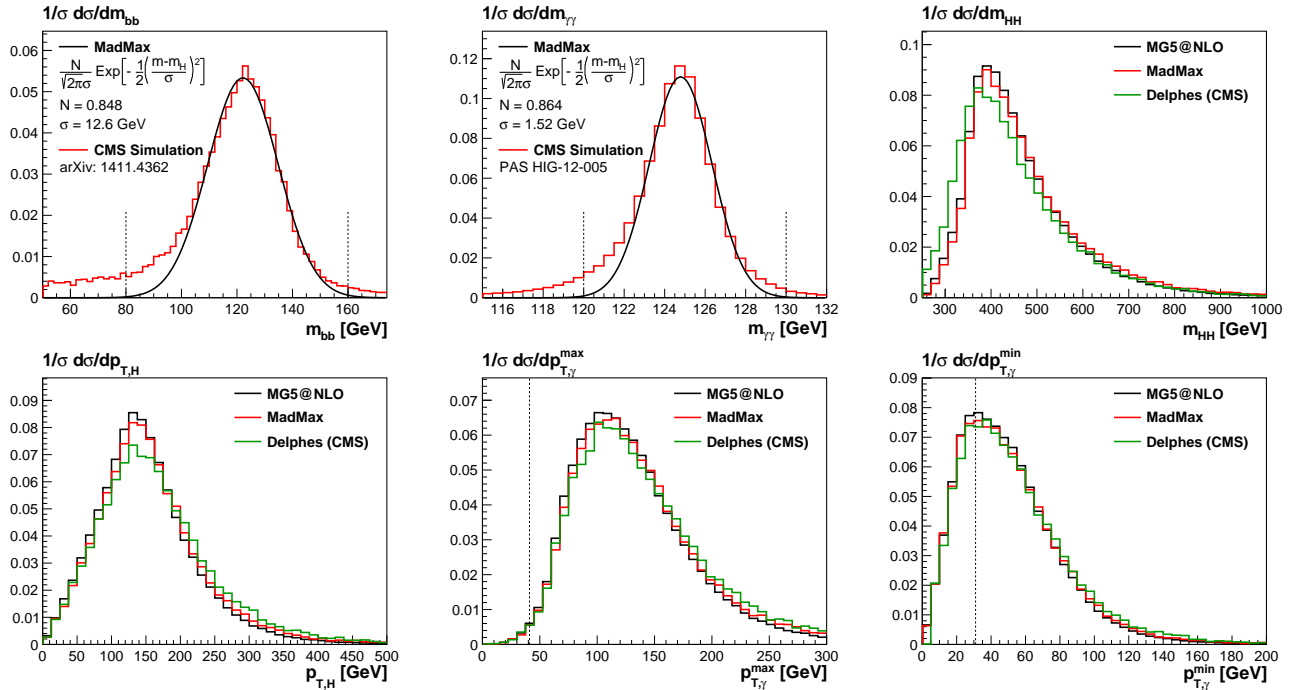 1/σ dσ/dm_bb
0.06
0.05
0.04
0.03
0.02
0.01
0
MadMax
N/√2πσ Exp[-1/2(m-m_H/σ)²]
N = 0.848
σ = 12.6 GeV
CMS Simulation
arXiv: 1411.4362
60 80 100 120 140 160
m_bb [GeV]
1/σ dσ/dm_γγ
0.12
0.10
0.08
0.06
0.04
0.02
0
MadMax
N/√2πσ Exp[-1/2(m-m_H/σ)²]
N = 0.864
σ = 1.52 GeV
CMS Simulation
PAS HIG-12-005
116 118 120 122 124 126 128 130 132
m_γγ [GeV]
1/σ dσ/dm_HH
0.1
0.08
0.06
0.04
0.02
0
MG5@NLO
MadMax
Delphes (CMS)
300 400 500 600 700 800 900 1000
m_HH [GeV]
1/σ dσ/dp_T,H
0.09
0.08
0.07
0.06
0.05
0.04
0.03
0.02
0.01
0
MG5@NLO
MadMax
Delphes (CMS)
0 50 100 150 200 250 300 350 400 450 500
p_T,H [GeV]
1/σ dσ/dp_T,γ^max
0.07
0.06
0.05
0.04
0.03
0.02
0.01
0
MG5@NLO
MadMax
Delphes (CMS)
0 50 100 150 200 250 300
p_T,γ^max [GeV]
1/σ dσ/dp_T,γ^min
0.09
0.08
0.07
0.06
0.05
0.04
0.03
0.02
0.01
0
MG5@NLO
MadMax
Delphes (CMS)
0 20 40 60 80 100 120 140 160 180 200
p_T,γ^min [GeV]